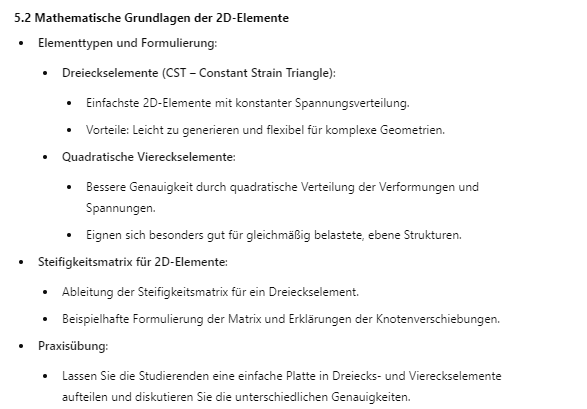 5.2 Mathematische Grundlagen der 2D-Elemente
• Elementtypen und Formulierung:
• Dreieckselemente (CST – Constant Strain Triangle):
• Einfachste 2D-Elemente mit konstanter Spannungsverteilung.
• Vorteile: Leicht zu generieren und flexibel für komplexe Geometrien.
• Quadratische Viereckselemente:
• Bessere Genauigkeit durch quadratische Verteilung der Verformungen und
Spannungen.
• Eignen sich besonders gut für gleichmäßig belastete, ebene Strukturen.
• Steifigkeitsmatrix für 2D-Elemente:
• Ableitung der Steifigkeitsmatrix für ein Dreieckselement.
• Beispielhafte Formulierung der Matrix und Erklärungen der Knotenverschiebungen.
• Praxisübung:
• Lassen Sie die Studierenden eine einfache Platte in Dreiecks- und Viereckselemente
aufteilen und diskutieren Sie die unterschiedlichen Genauigkeiten.